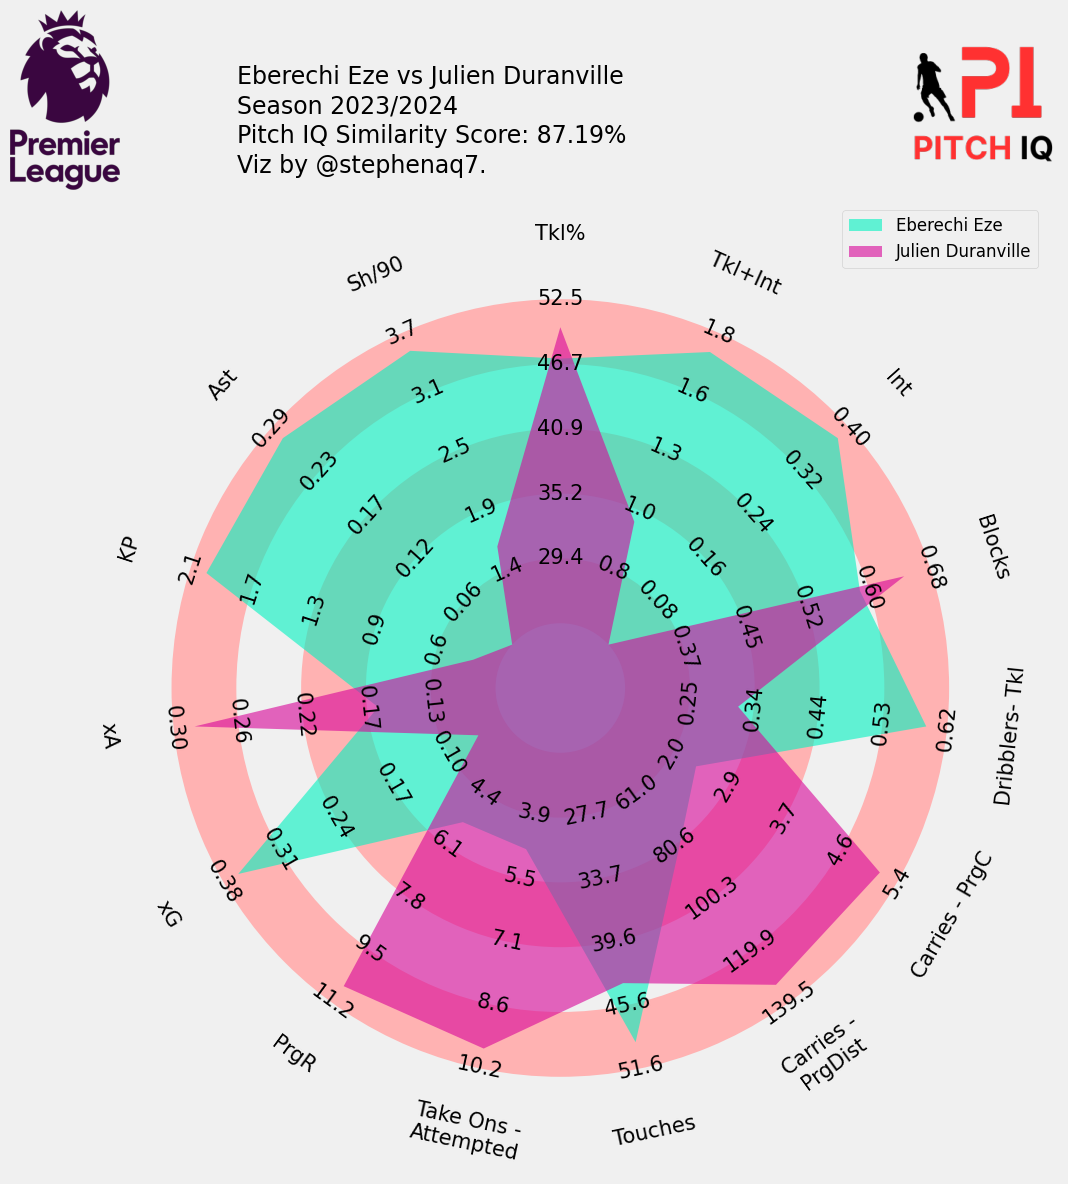 Premier
League
Eberechi Eze vs Julien Duranville
Season 2023/2024
Pitch IQ Similarity Score: 87.19%
Viz by @stephenaq7.
PI
PITCH IQ
Eberechi Eze
Julien Duranville
Tkl%
52.5
46.7
40.9
35.2
29.4
Tkl+Int
1.8
1.6
1.3
1.0
0.8
Int
0.40
0.32
0.24
0.16
0.08
Blocks
0.68
0.60
0.52
0.45
0.37
Dribblers- Tkl
0.62
0.53
0.44
0.34
0.25
Carries - PrgC
5.4
4.6
3.7
2.9
2.0
Carries -
PrgDist
139.5
119.9
100.3
80.6
61.0
Touches
51.6
45.6
39.6
33.7
27.7
Take Ons -
Attempted
10.2
8.6
7.1
5.5
3.9
PrgR
11.2
9.5
7.8
6.1
4.4
xG
0.38
0.31
0.24
0.17
0.10
xA
0.30
0.26
0.22
0.17
0.13
KP
2.1
1.7
1.3
0.9
0.6
Ast
0.29
0.23
0.17
0.12
0.06
Sh/90
3.7
3.1
2.5
1.9
1.4